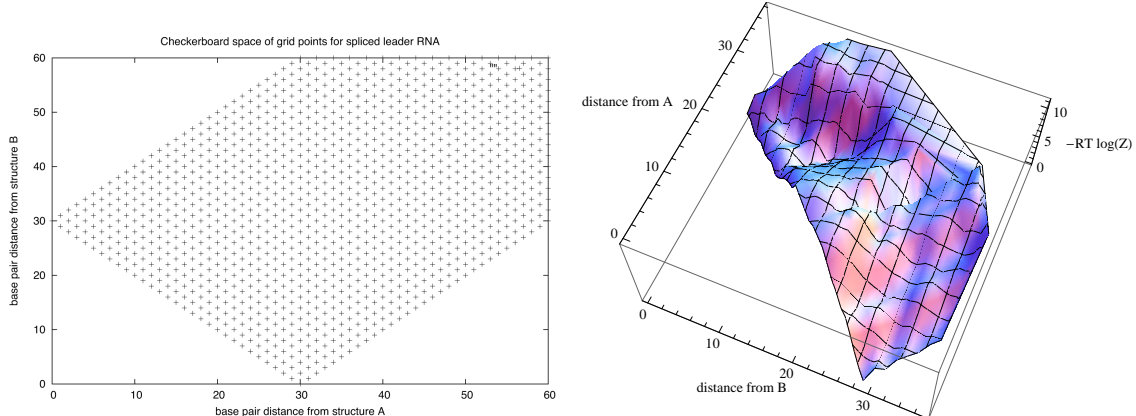 Checkerboard space of grid points for spliced leader RNA
60
50
40
30
20
10
0
0 10 20 30 40 50 60
base pair distance from structure B
base pair distance from structure A
30
distance from A
20
10
0
0
10
20
30
distance from B
10
5
0
−RT log(Z)